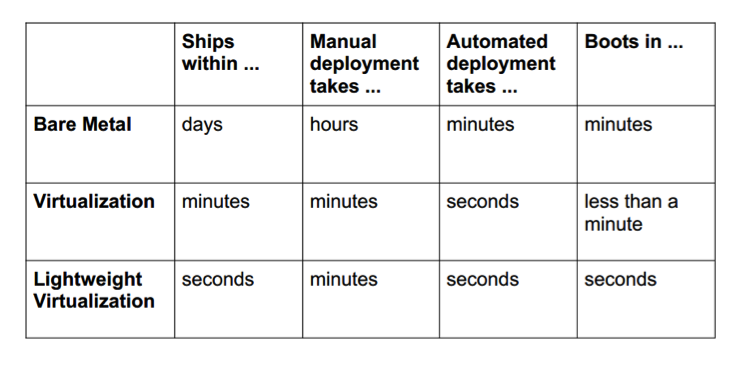 Ships within ...
Manual deployment takes ...
Automated deployment takes ...
Boots in ...
Bare Metal
days
hours
minutes
minutes
Virtualization
minutes
minutes
seconds
less than a minute
Lightweight Virtualization
seconds
minutes
seconds
seconds